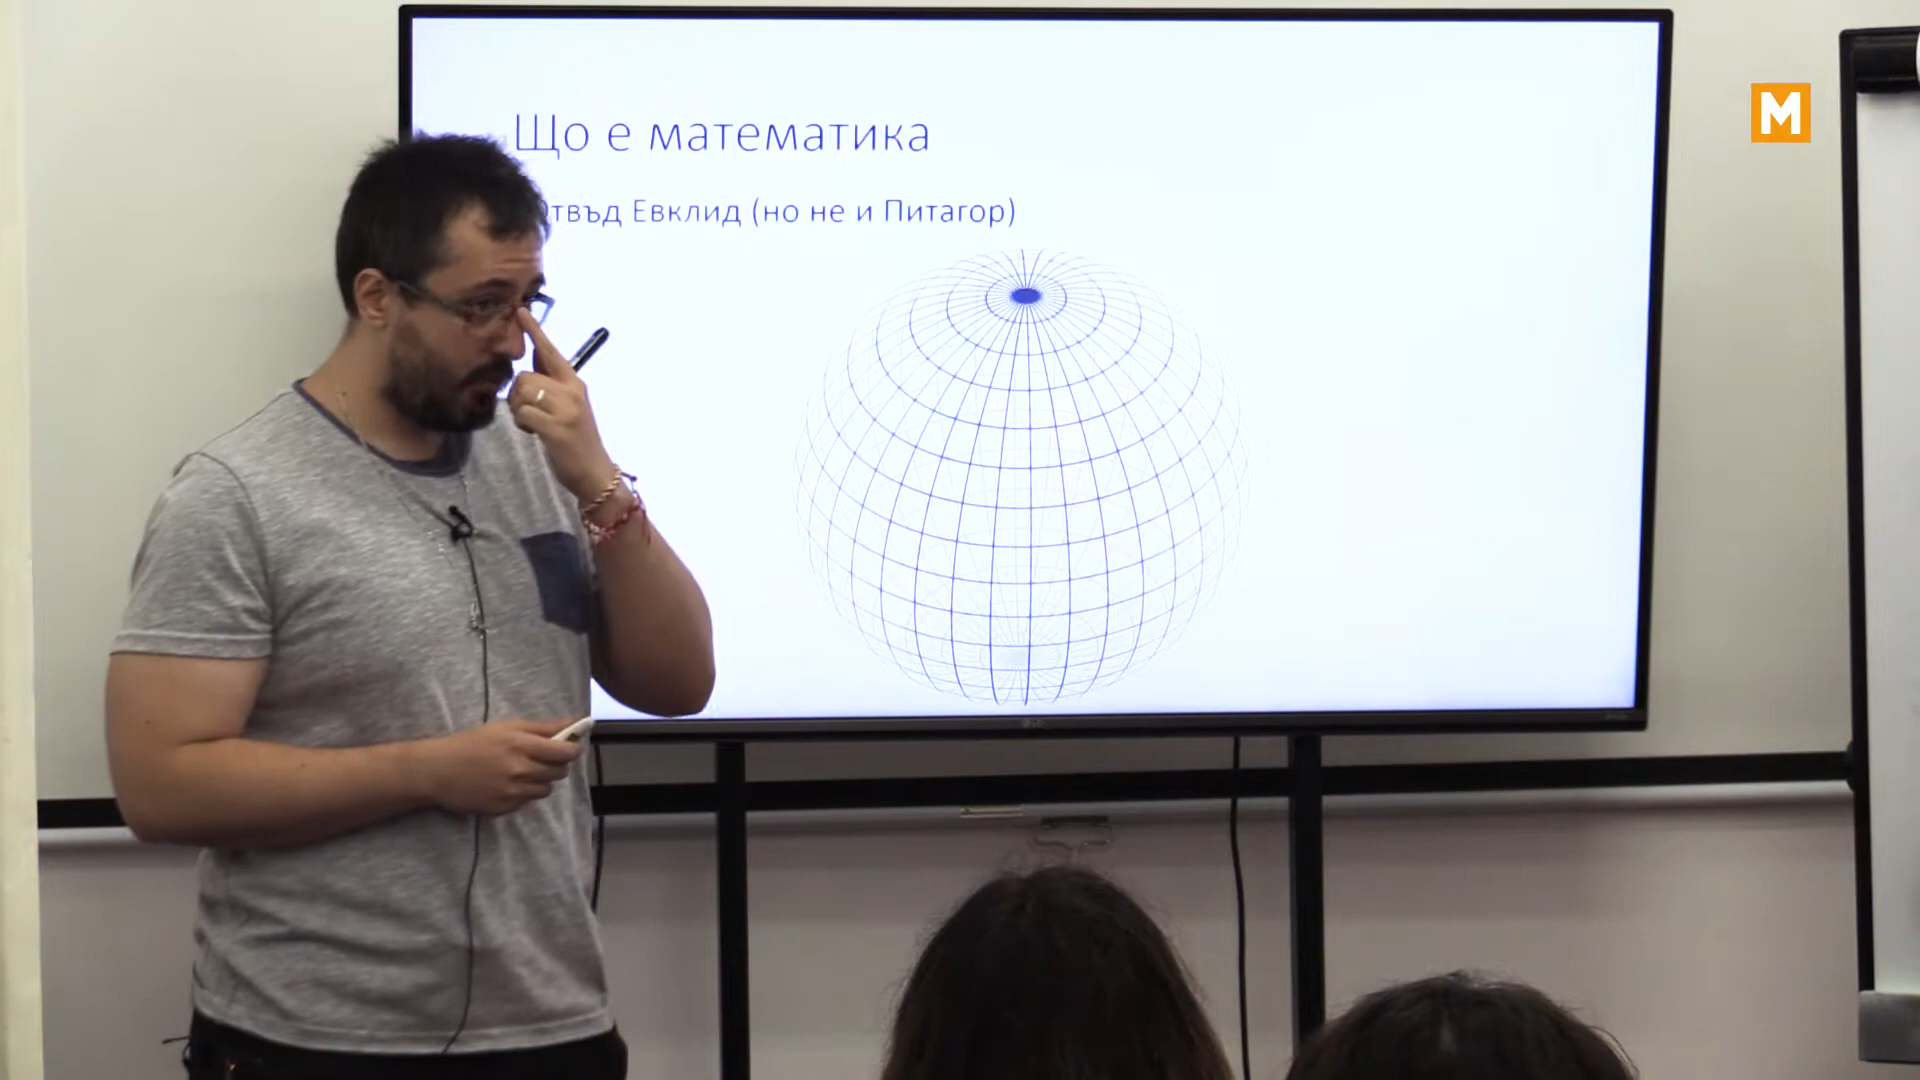 Що е математика
твъд Евклид (но не и Питагор)
M